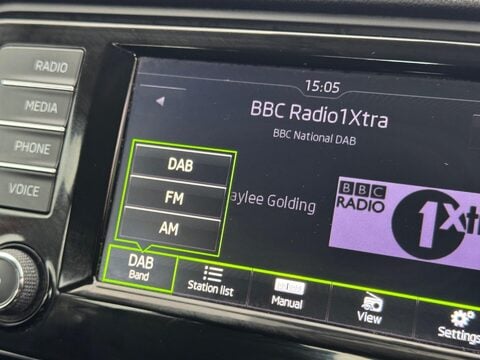 RADIO
MEDIA
PHONE
VOICE
15:05
BBC Radio1Xtra
BBC National DAB
DAB
FM
AM
aylee Golding
BBC
RADIO
1Xtr
DAB
Band
Station list
Manual
View
Settings